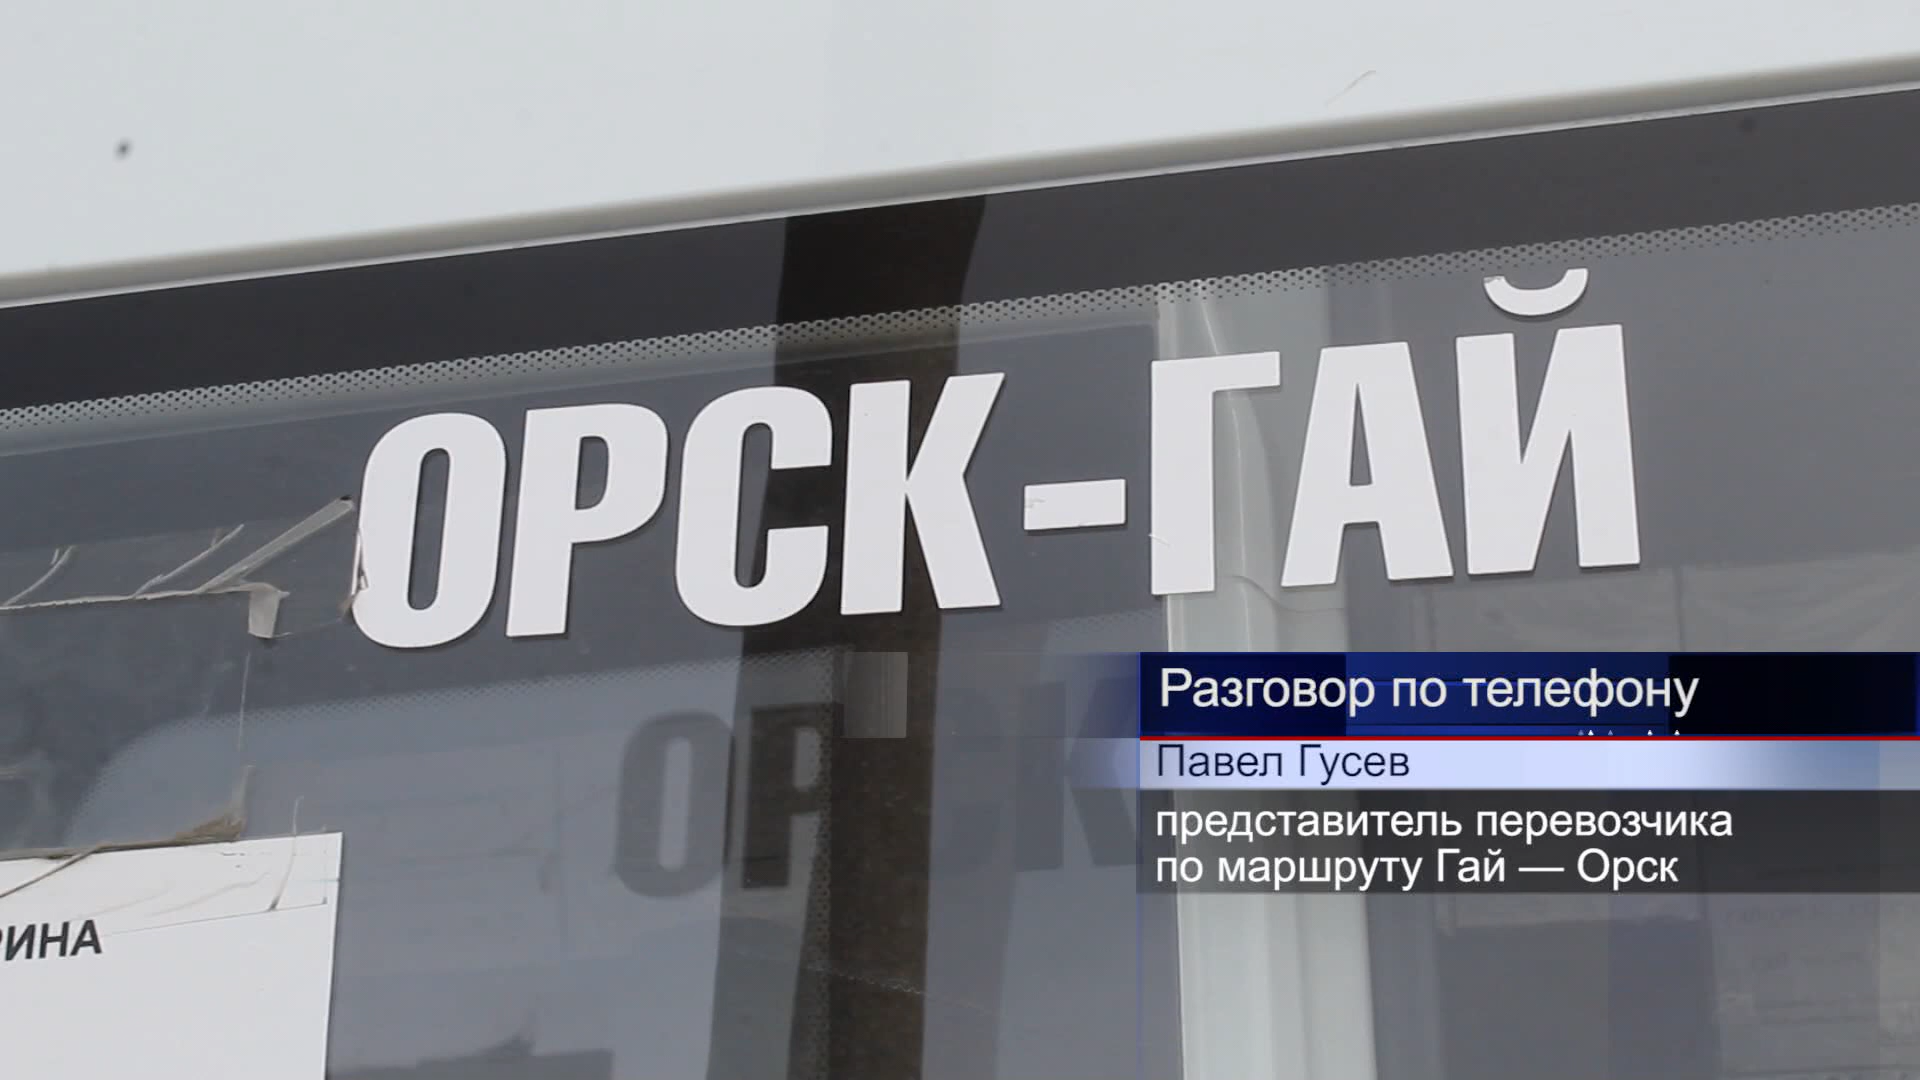 ОРСК-ГАЙ
Разговор по телефону
Павел Гусев
представитель перевозчика
по маршруту Гай — Орск
РИНА